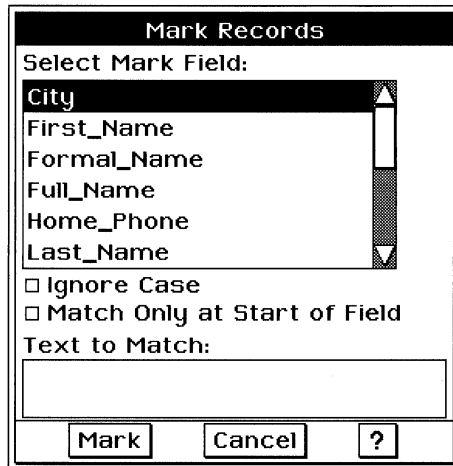 Mark Records
Select Mark Field:
City
First_Name
Formal_Name
Full_Name
Home_Phone
Last_Name
Ignore Case
Match Only at Start of Field
Text to Match:
Mark Cancel ?